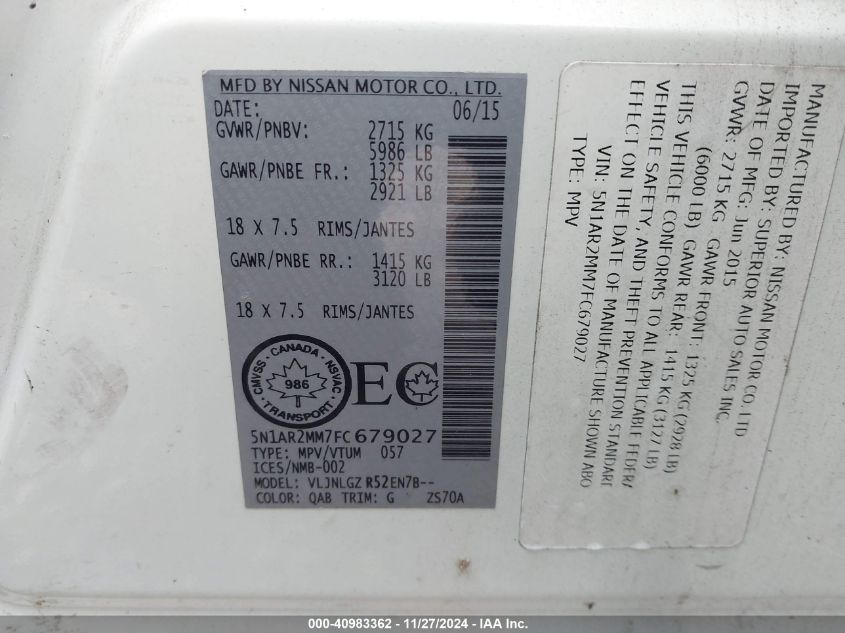 MFD BY NISSAN MOTOR CO., LTD.
DATE: 06/15
GVWR/PNBV: 2715 KG
5986 LB
GAWR/PNBE FR.: 1325 KG
2921 LB
18 X 7.5 RIMS/JANTES
GAWR/PNBE RR.: 1415 KG
3120 LB
18 X 7.5 RIMS/JANTES
CANADA
CMVSS NSVAC
986
TRANSPORT
EC
5N1AR2MM7FC679027
TYPE: MPV/VTUM 057
ICES/NMB-002
MODEL: VLJNLGZ R52EN7B--
COLOR: QAB TRIM: G ZS70A
MANUFACTURED BY: NISSAN MOTOR CO. LTD
IMPORTED BY: SUPERIOR AUTO SALES INC.
DATE OF MFG: Jun 2015
GVWR: 2715 KG GAWR FRONT: 1325 KG (2928 LB)
(6000 LB) GAWR REAR: 1415 KG (3127 LB)
THIS VEHICLE CONFORMS TO ALL APPLICABLE FEDER
VEHICLE SAFETY, AND THEFT PREVENTION STANDARD
EFFECT ON THE DATE OF MANUFACTURE SHOWN ABO
VIN: 5N1AR2MM7FC679027
TYPE: MPV
000-40983362 - 11/27/2024 - IAA Inc.